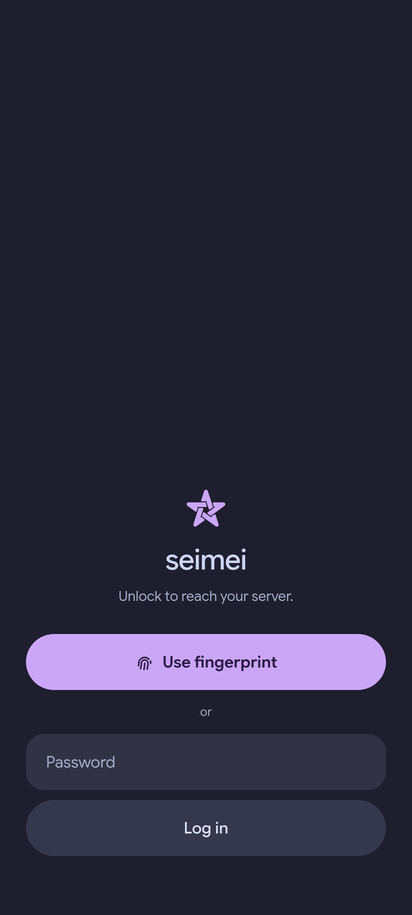 seimei
Unlock to reach your server.
Use fingerprint
or
Password
Log in